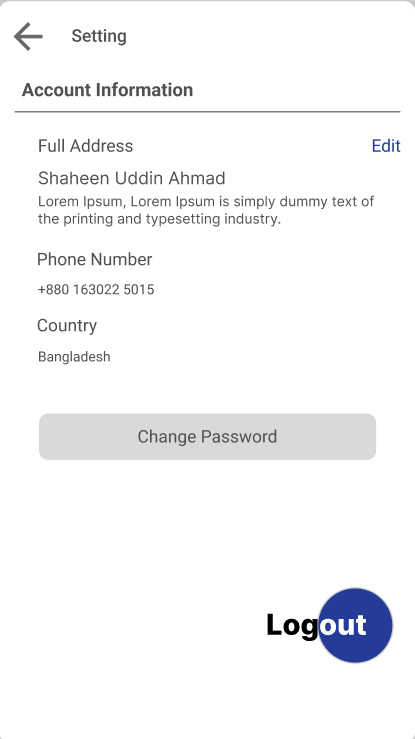 Setting
Account Information
Full Address
Edit
Shaheen Uddin Ahmad
Lorem Ipsum, Lorem Ipsum is simply dummy text of
the printing and typesetting industry.
Phone Number
+880 163022 5015
Country
Bangladesh
Change Password
Logout